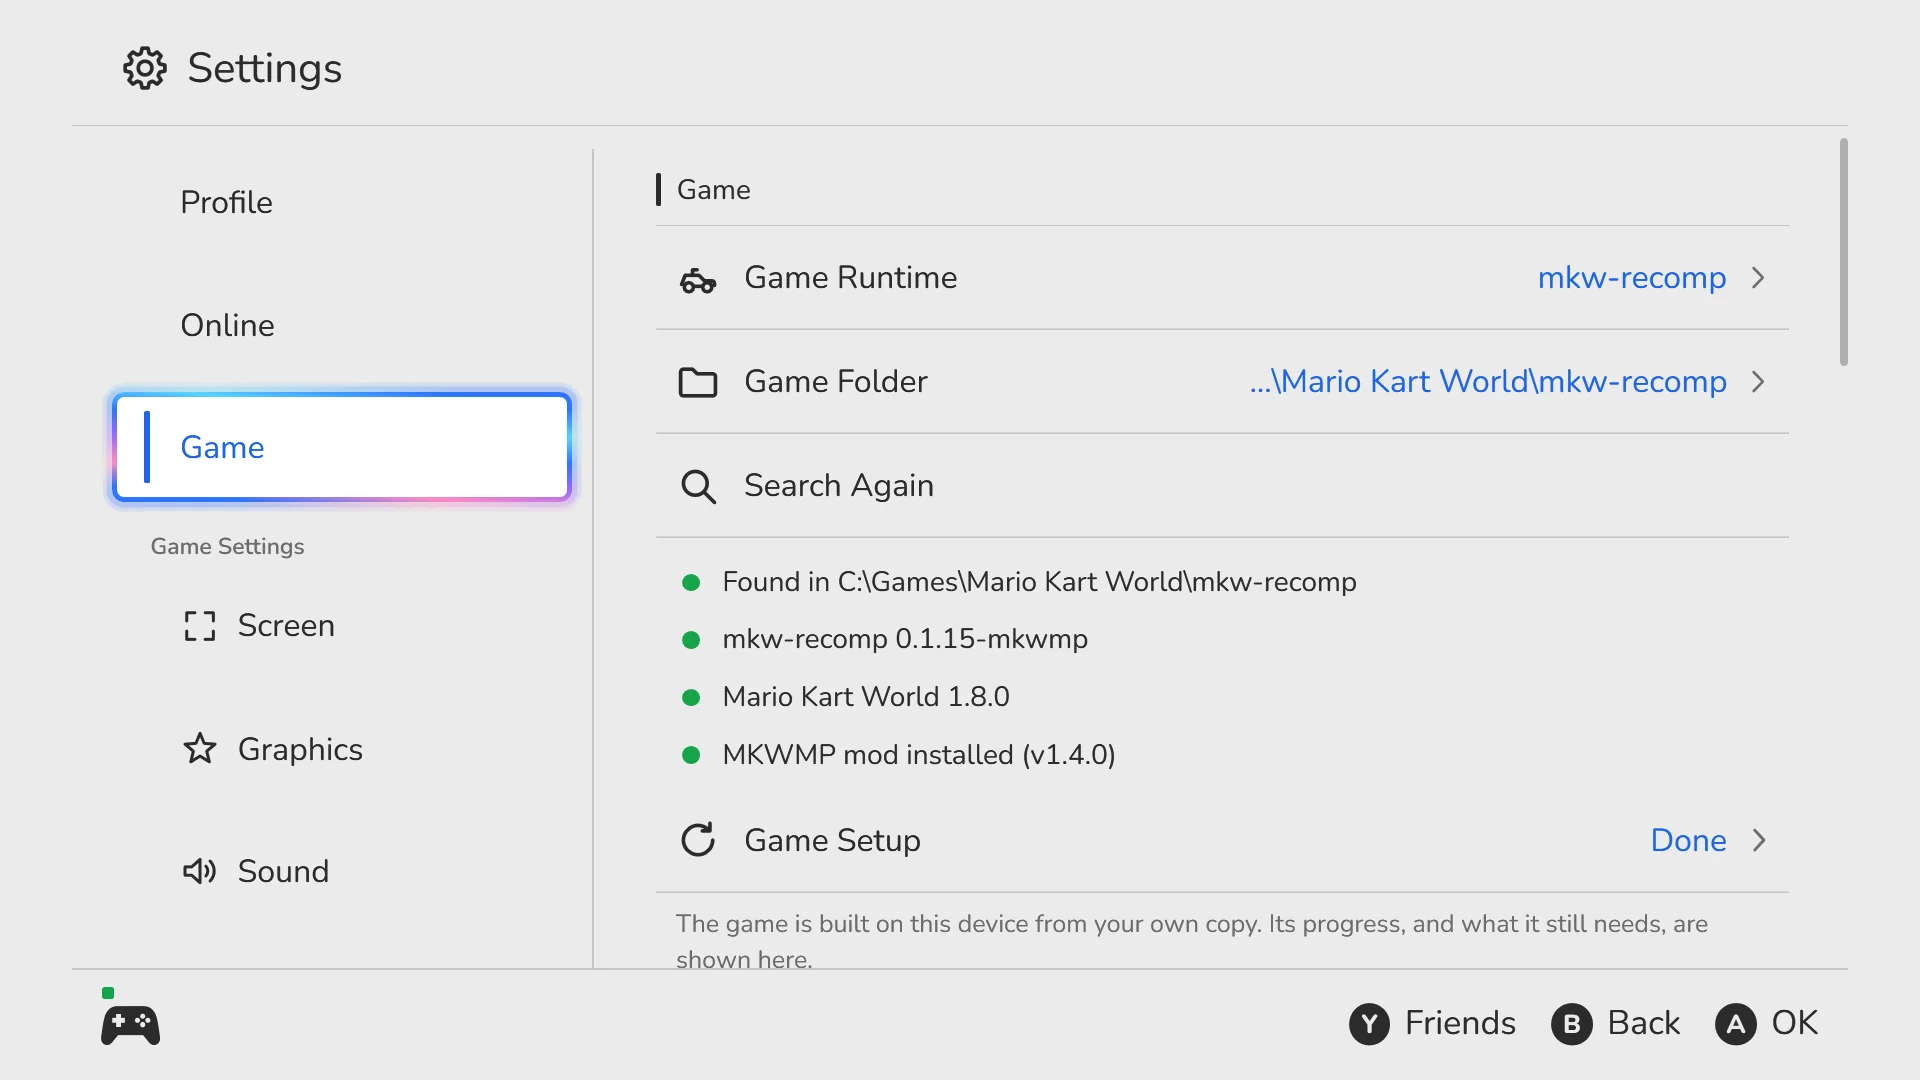 Settings
Profile
Online
Game
Game Settings
Screen
Graphics
Sound
Game
Game Runtime mkw-recomp
Game Folder ...\Mario Kart World\mkw-recomp
Search Again
Found in C:\Games\Mario Kart World\mkw-recomp
mkw-recomp 0.1.15-mkwmp
Mario Kart World 1.8.0
MKWMP mod installed (v1.4.0)
Game Setup Done
The game is built on this device from your own copy. Its progress, and what it still needs, are
shown here.
Y Friends B Back A OK